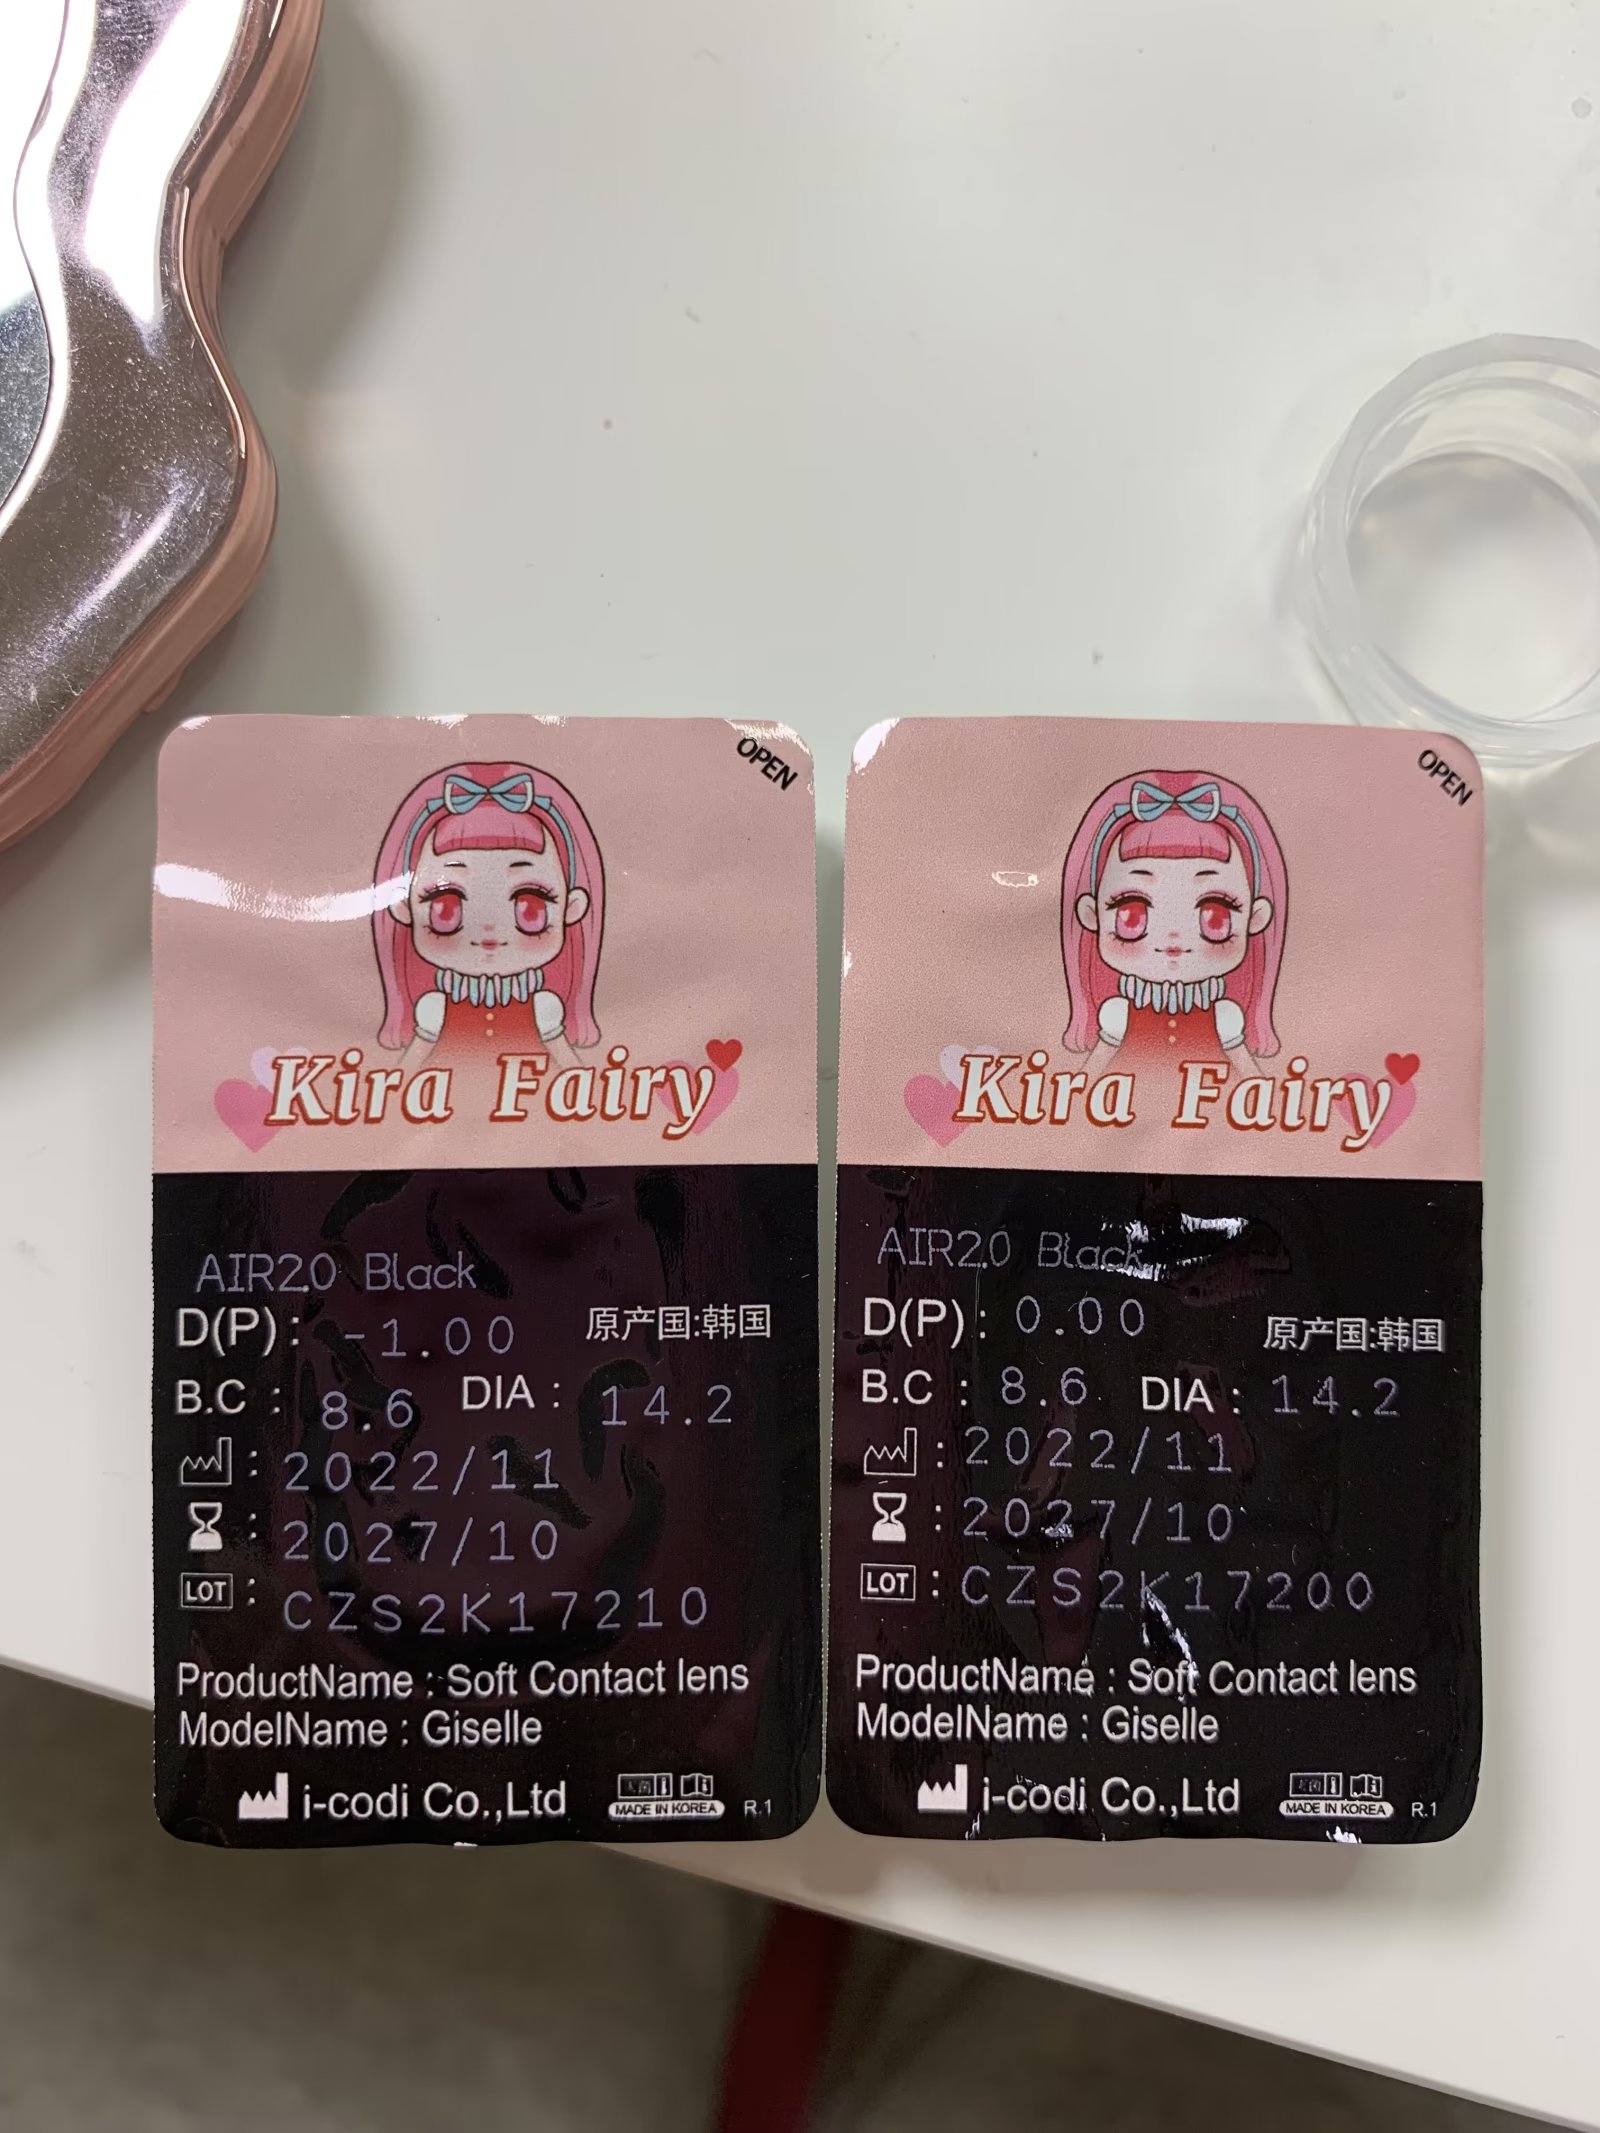 OPEN
Kira Fairy
AIR2.0 Black
D(P) : -1.00 原产国:韩国
B.C : 8.6 DIA : 14.2
: 2022/11
: 2027/10
LOT : CZS2K17210
ProductName : Soft Contact lens
ModelName : Giselle
i-codi Co.,Ltd
MADE IN KOREA R.1
OPEN
Kira Fairy
AIR2.0 Black
D(P) : 0.00 原产国:韩国
B.C : 8.6 DIA : 14.2
: 2022/11
: 2027/10
LOT : CZS2K17200
ProductName : Soft Contact lens
ModelName : Giselle
i-codi Co.,Ltd
MADE IN KOREA R.1